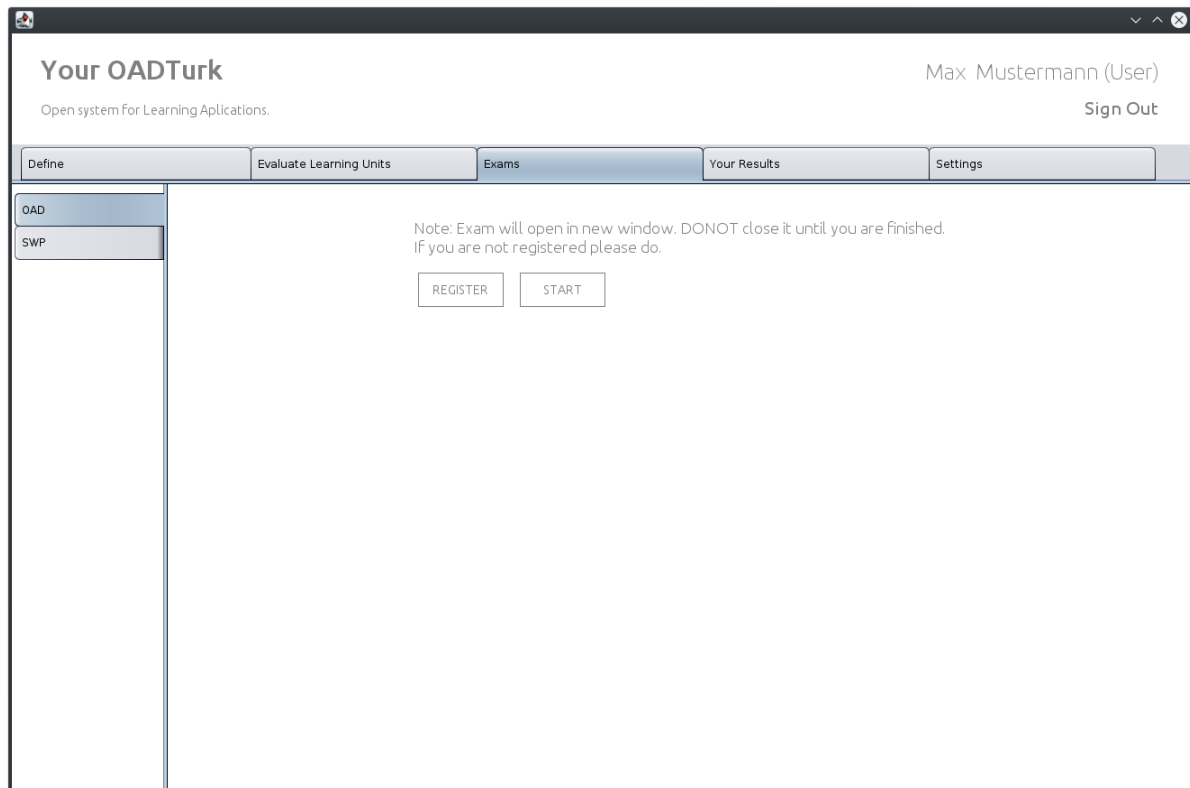 Your OADTurk
Max Mustermann (User)
Open system for Learning Aplications.
Sign Out
Define
Evaluate Learning Units
Exams
Your Results
Settings
OAD
SWP
Note: Exam will open in new window. DONOT close it until you are finished.
If you are not registered please do.
REGISTER
START